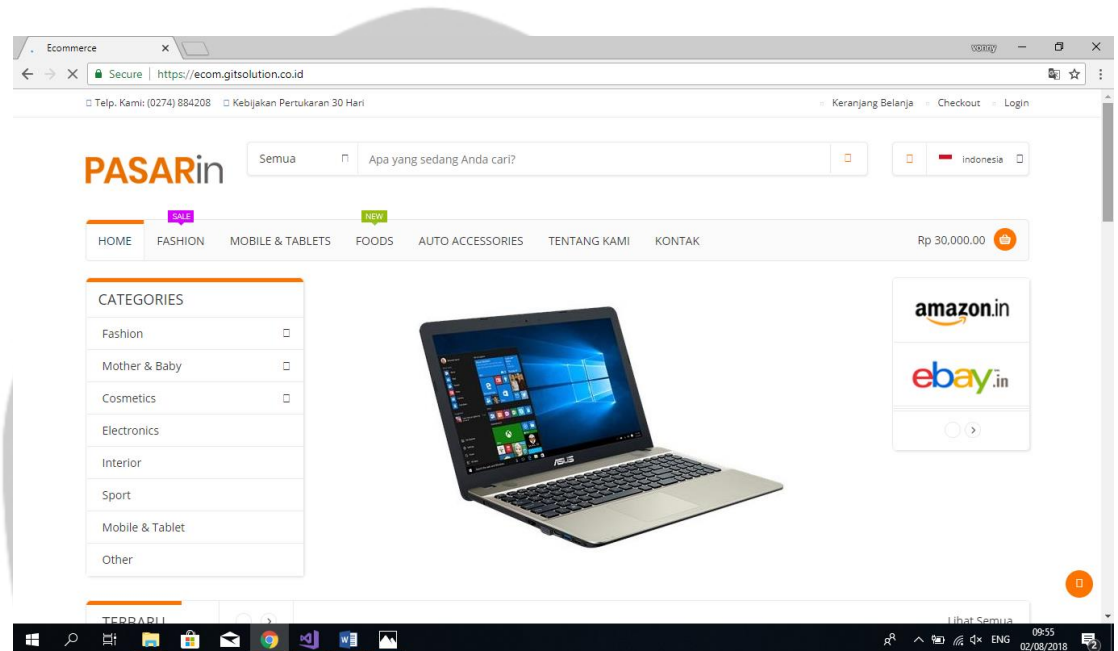 Ecommerce
vonny
Secure | https://ecom.gitsolution.co.id
Telp. Kami: (0274) 884208 Kebijakan Pertukaran 30 Hari Keranjang Belanja Checkout Login
PASARin Semua Apa yang sedang Anda cari? indonesia
SALE NEW
HOME FASHION MOBILE & TABLETS FOODS AUTO ACCESSORIES TENTANG KAMI KONTAK Rp 30,000.00
CATEGORIES
Fashion
Mother & Baby
Cosmetics
Electronics
Interior
Sport
Mobile & Tablet
Other
ASUS
amazon.in
ebay.in
TERBARU Lihat Semua
ENG 09:55
02/08/2018
2